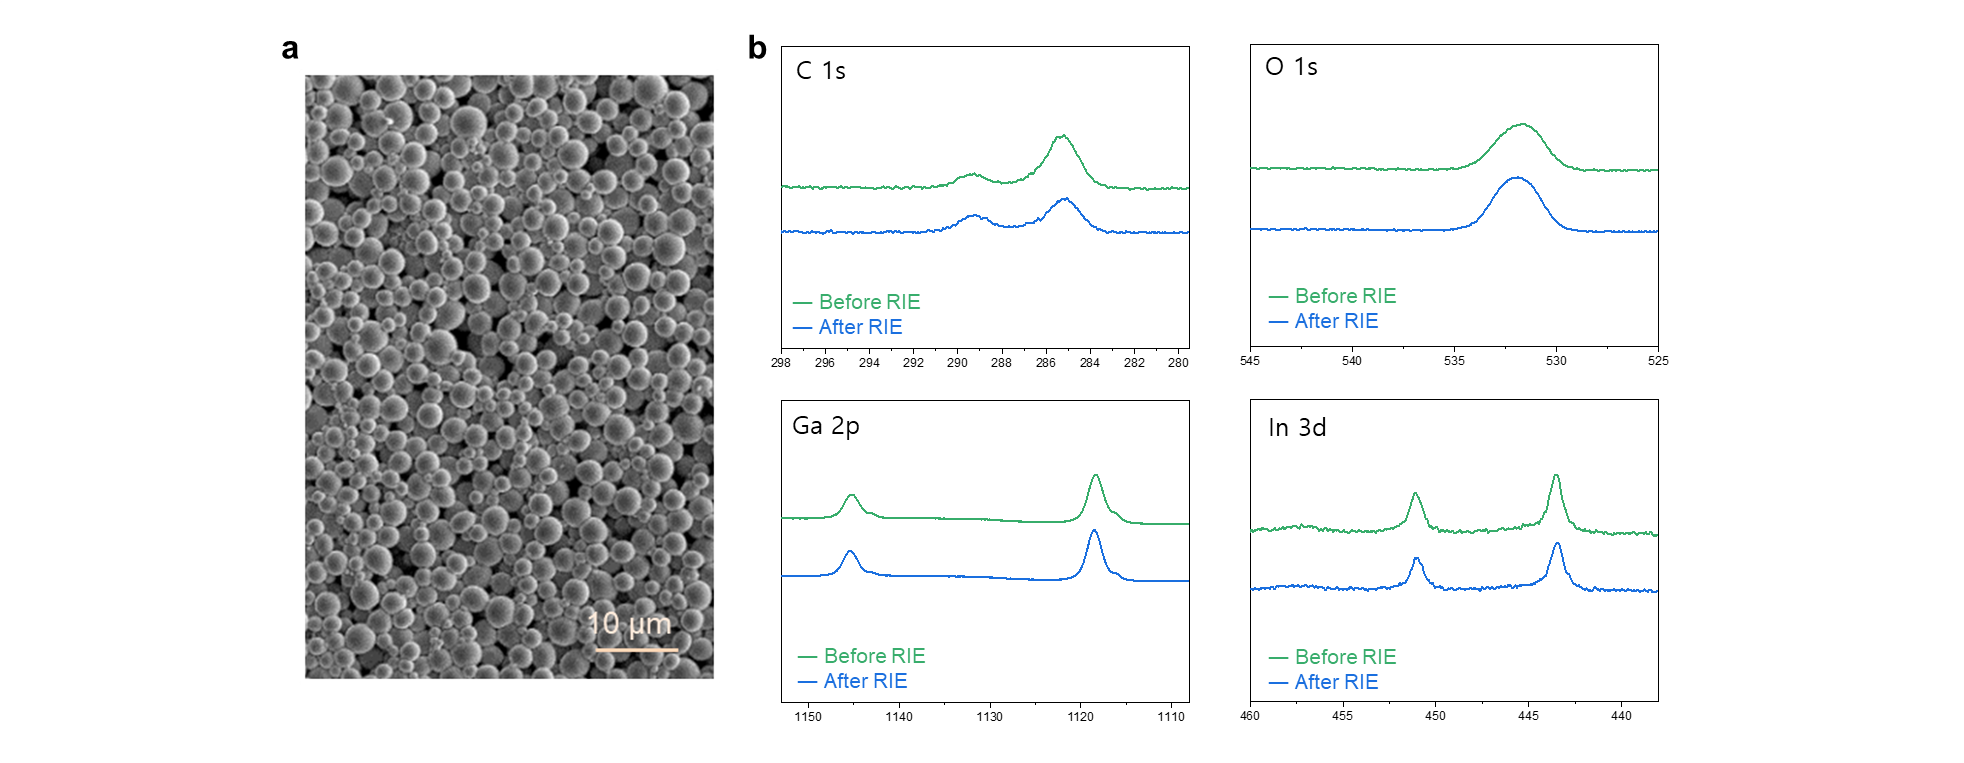 a
10 μm
b
C 1s
Before RIE
After RIE
298 296 294 292 290 288 286 284 282 280
O 1s
Before RIE
After RIE
545 540 535 530 525
Ga 2p
Before RIE
After RIE
1150 1140 1130 1120 1110
In 3d
Before RIE
After RIE
460 455 450 445 440